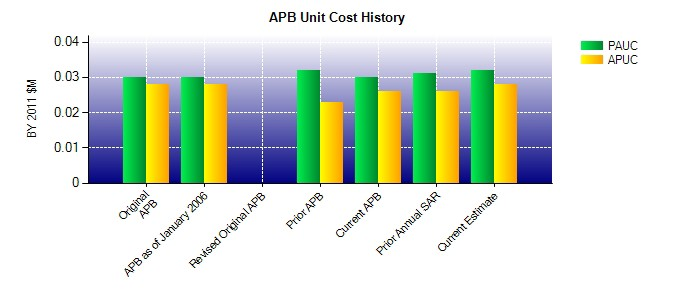 APB Unit Cost History
BY 2011 $M
0.04
0.03
0.02
0.01
0
Original
APB
APB as of January 2006
Revised Original APB
Prior APB
Current APB
Prior Annual SAR
Current Estimate
PAUC
APUC